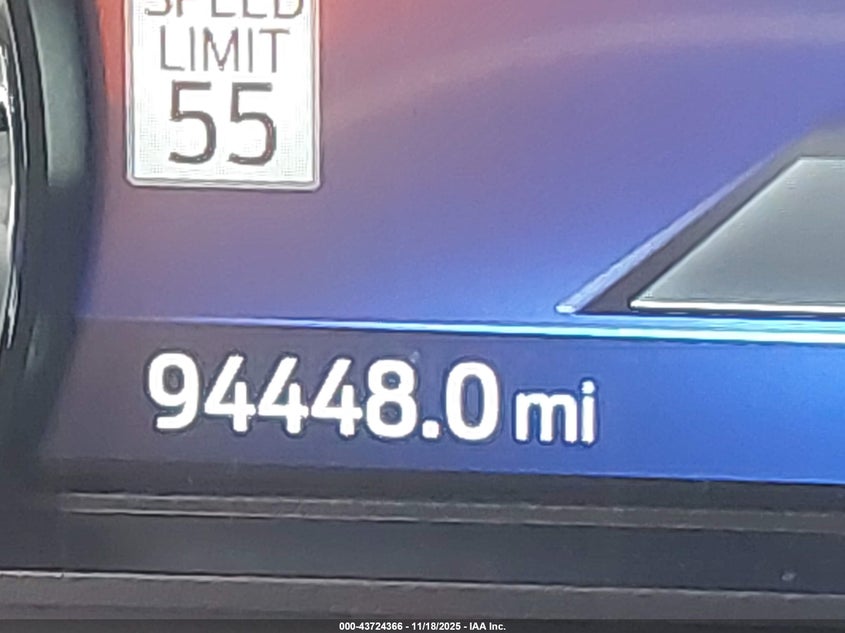 SPEED
LIMIT
55
94448.0 mi
000-43724366 - 11/18/2025 - IAA Inc.